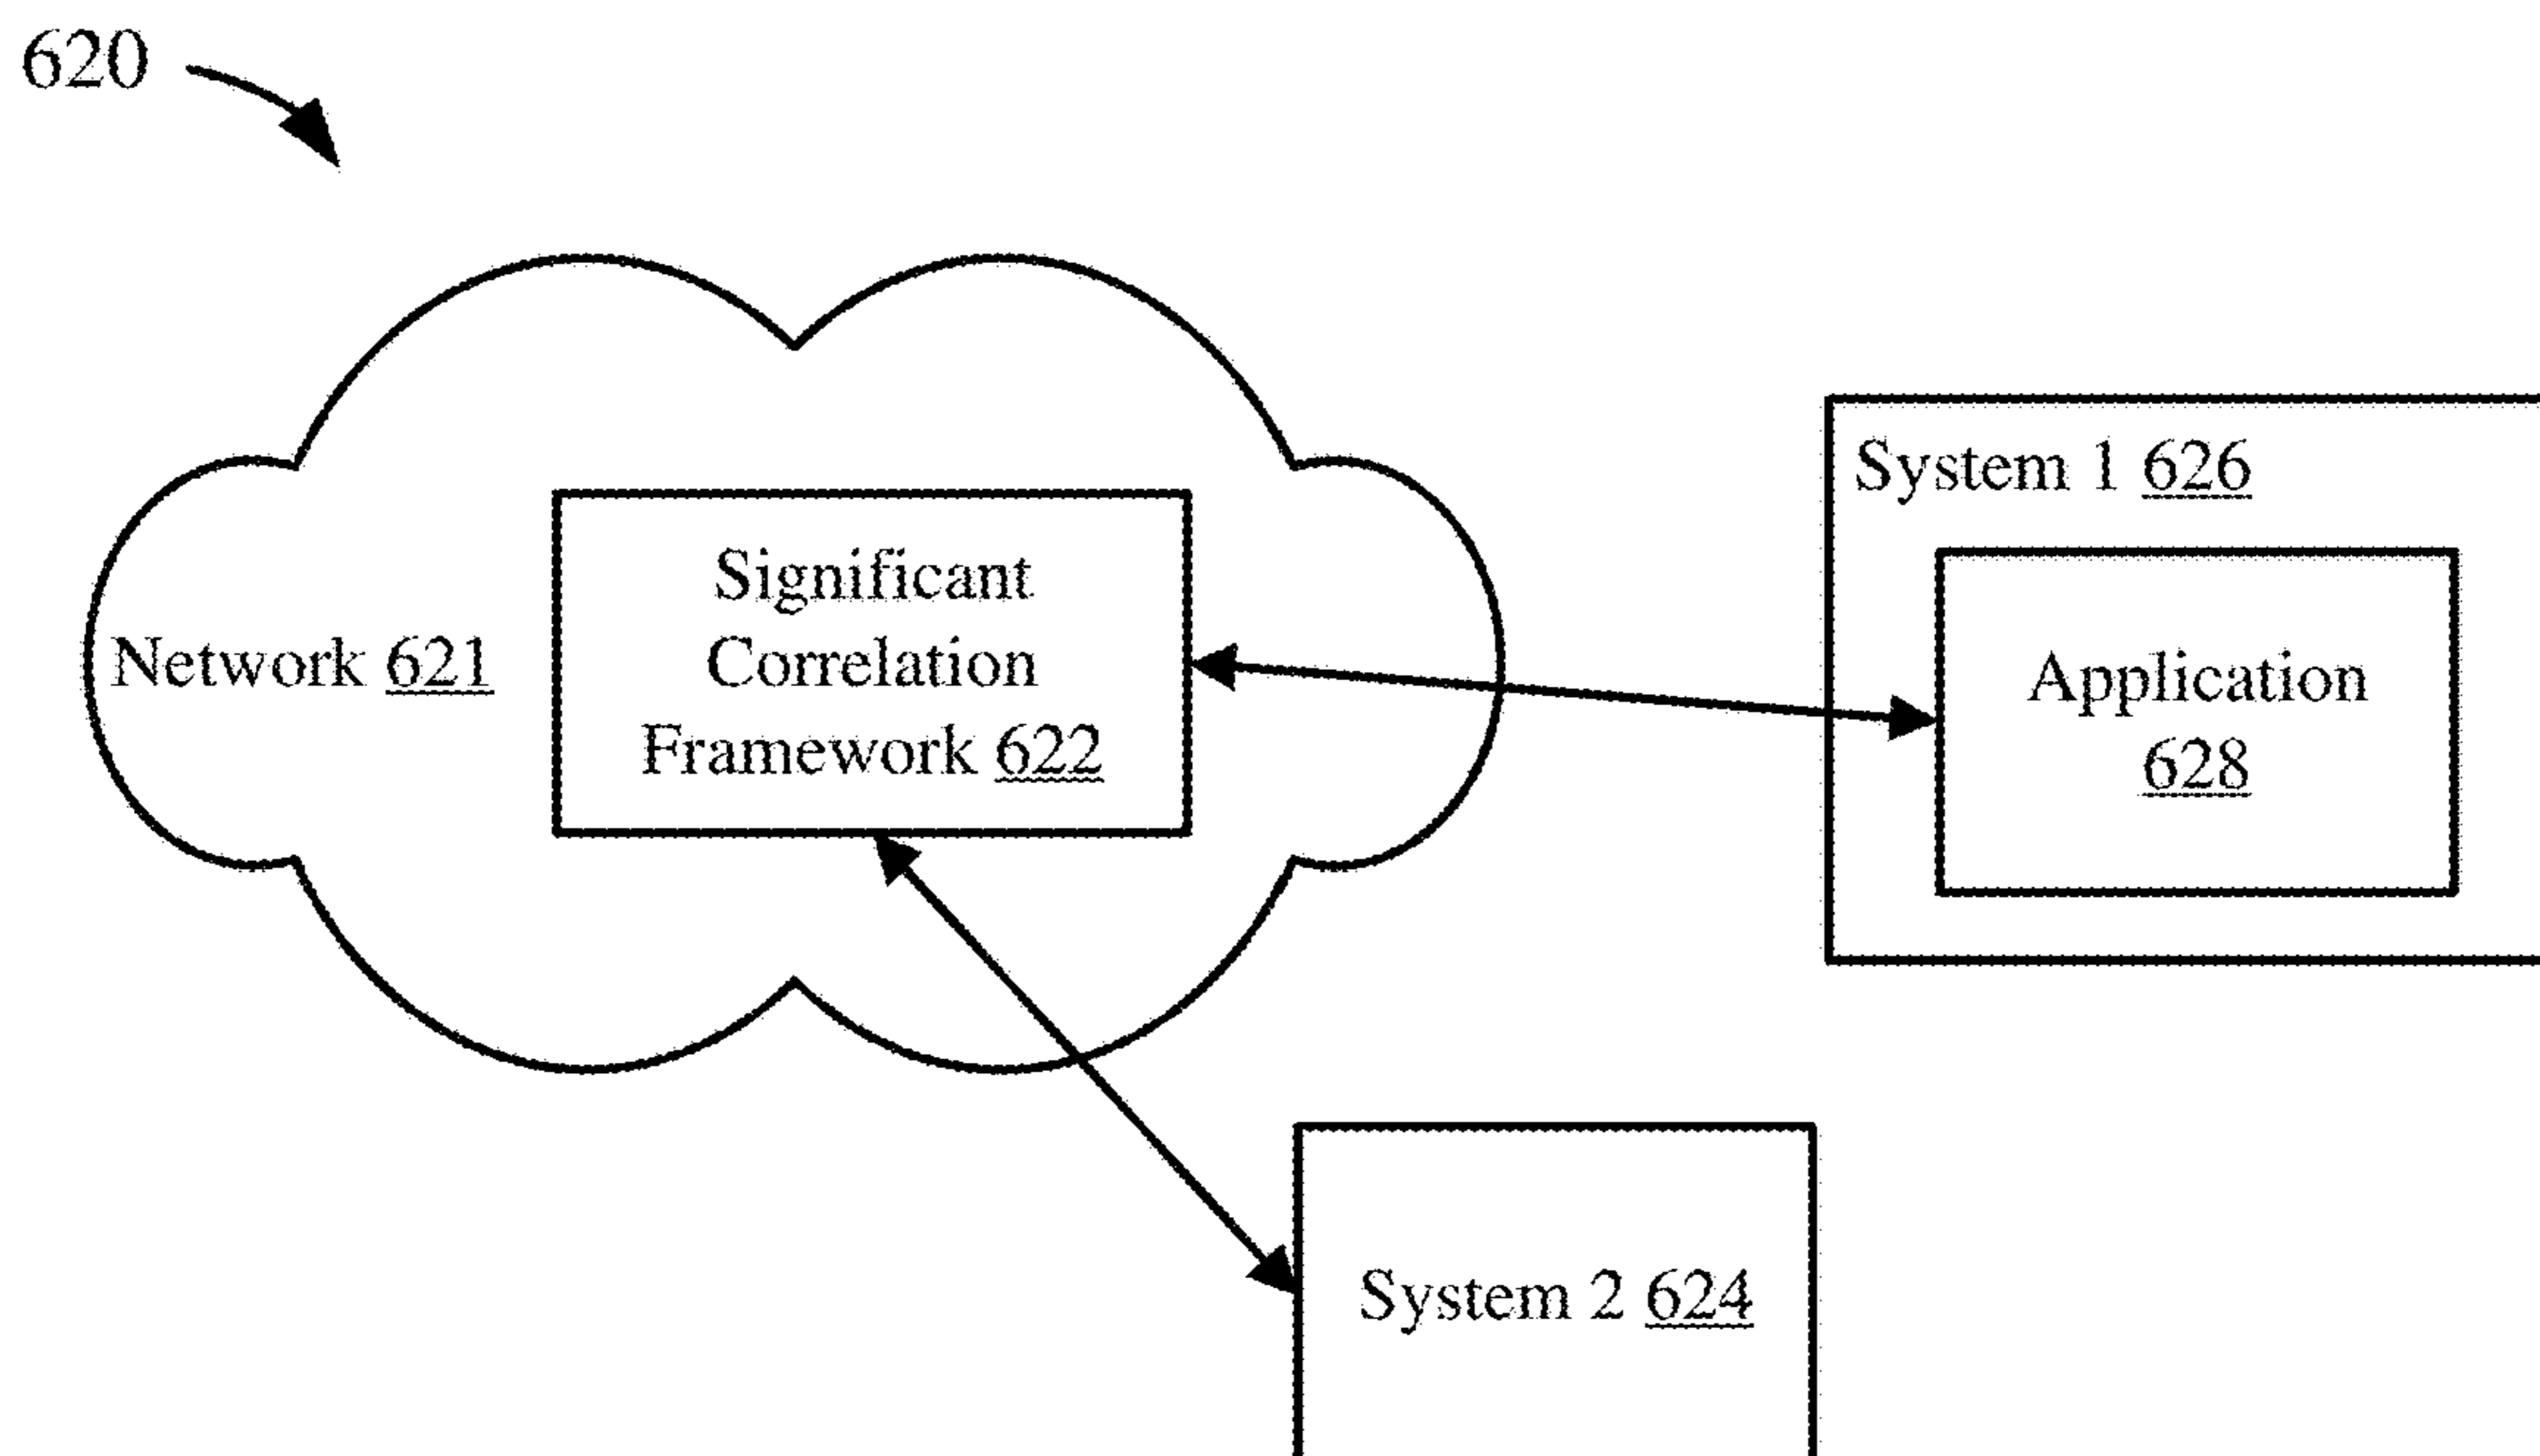 620
System 1 626
Significant
Correlation
Framework 622
Network 621
Application
628
System 2 624